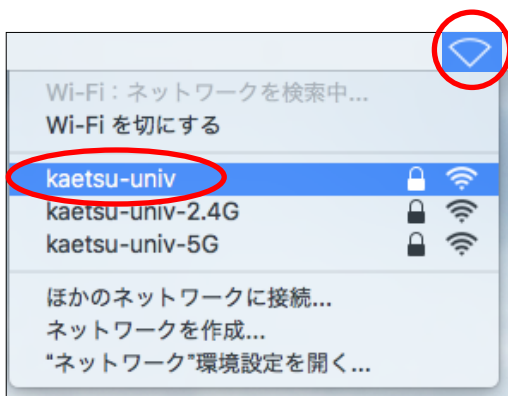 Wi-Fi：ネットワークを検索中...
Wi-Fi を切にする
kaetsu-univ
kaetsu-univ-2.4G
kaetsu-univ-5G
ほかのネットワークに接続...
ネットワークを作成...
“ネットワーク”環境設定を開く...